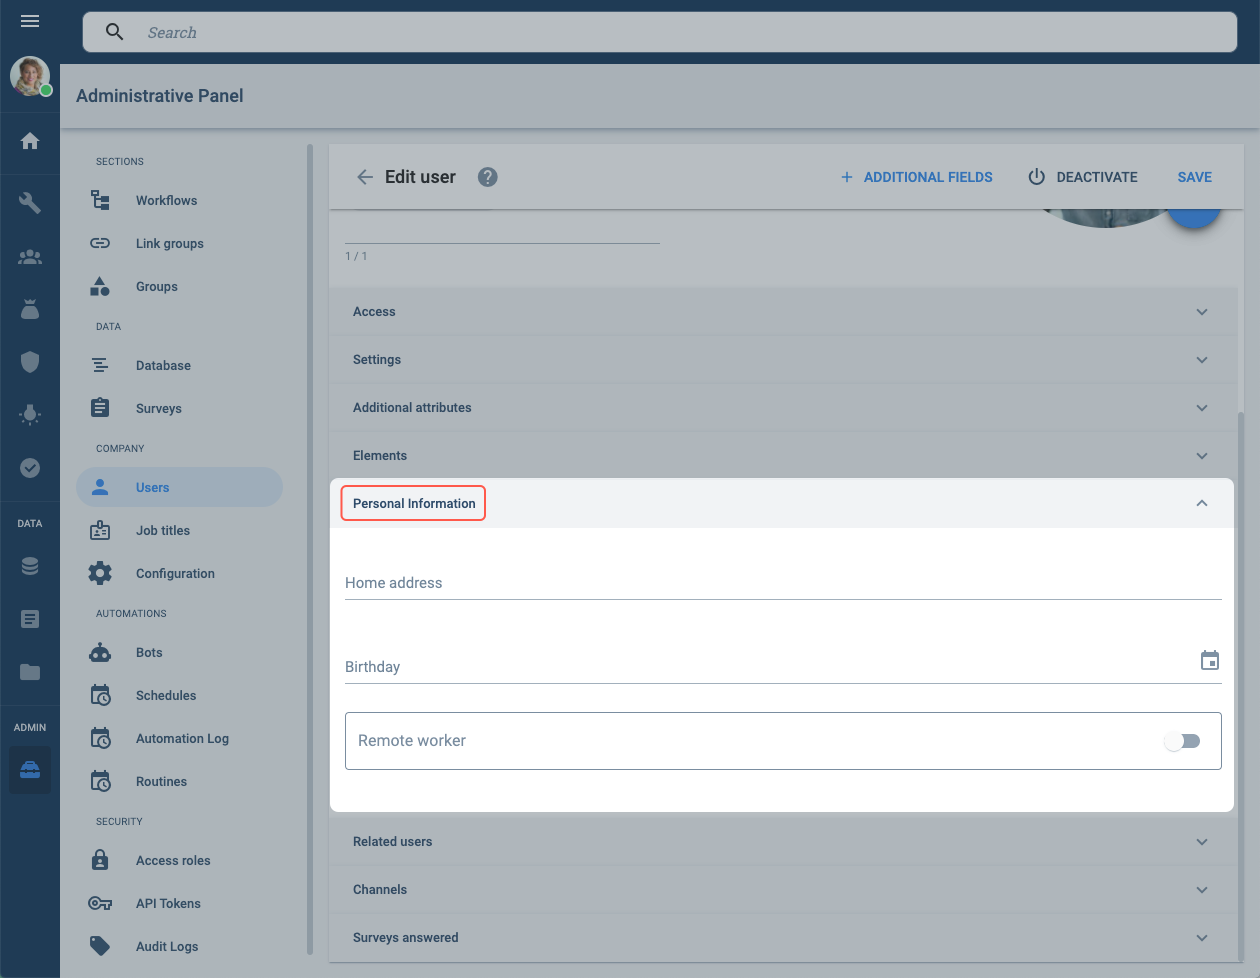 Search
Administrative Panel
SECTIONS
Workflows
Link groups
Groups
DATA
Database
Surveys
COMPANY
Users
Job titles
Configuration
AUTOMATIONS
Bots
Schedules
Automation Log
Routines
SECURITY
Access roles
API Tokens
Audit Logs
DATA
ADMIN
Edit user
ADDITIONAL FIELDS
DEACTIVATE
SAVE
1 / 1
Access
Settings
Additional attributes
Elements
Personal Information
Home address
Birthday
Remote worker
Related users
Channels
Surveys answered